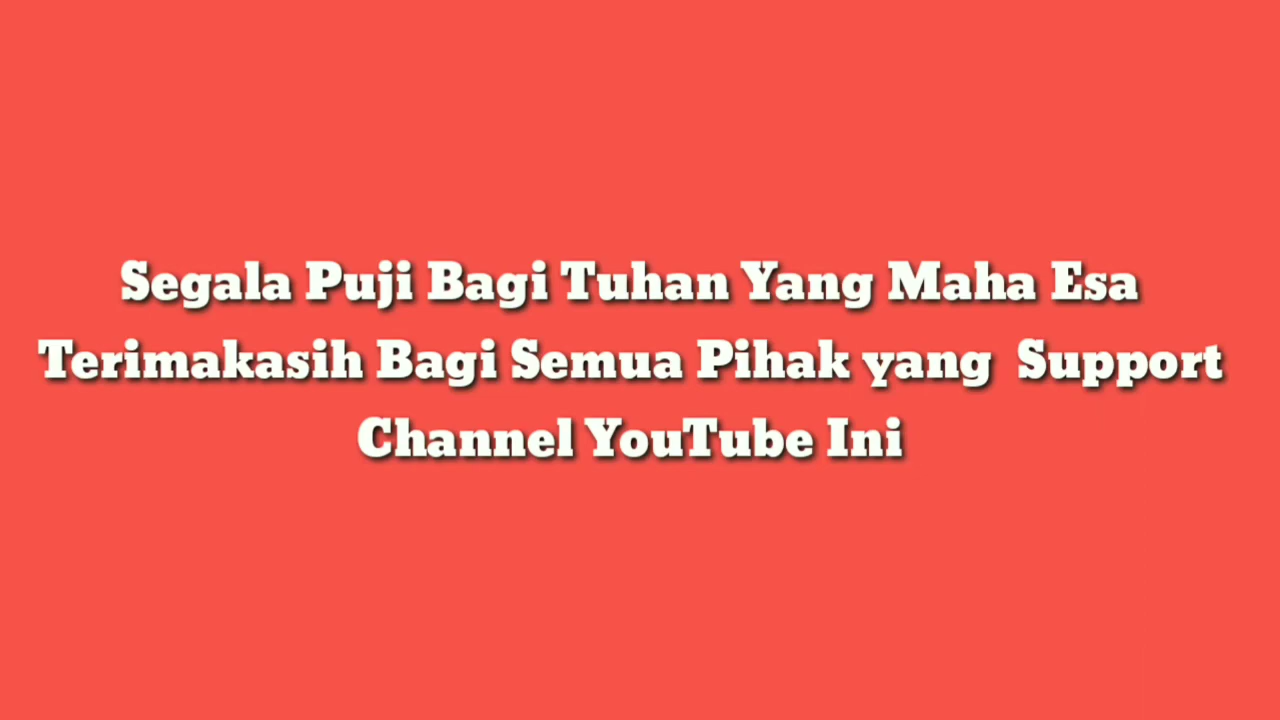 Segala Puji Bagi Tuhan Yang Maha Esa
Terimakasih Bagi Semua Pihak yang  Support
Channel YouTube Ini